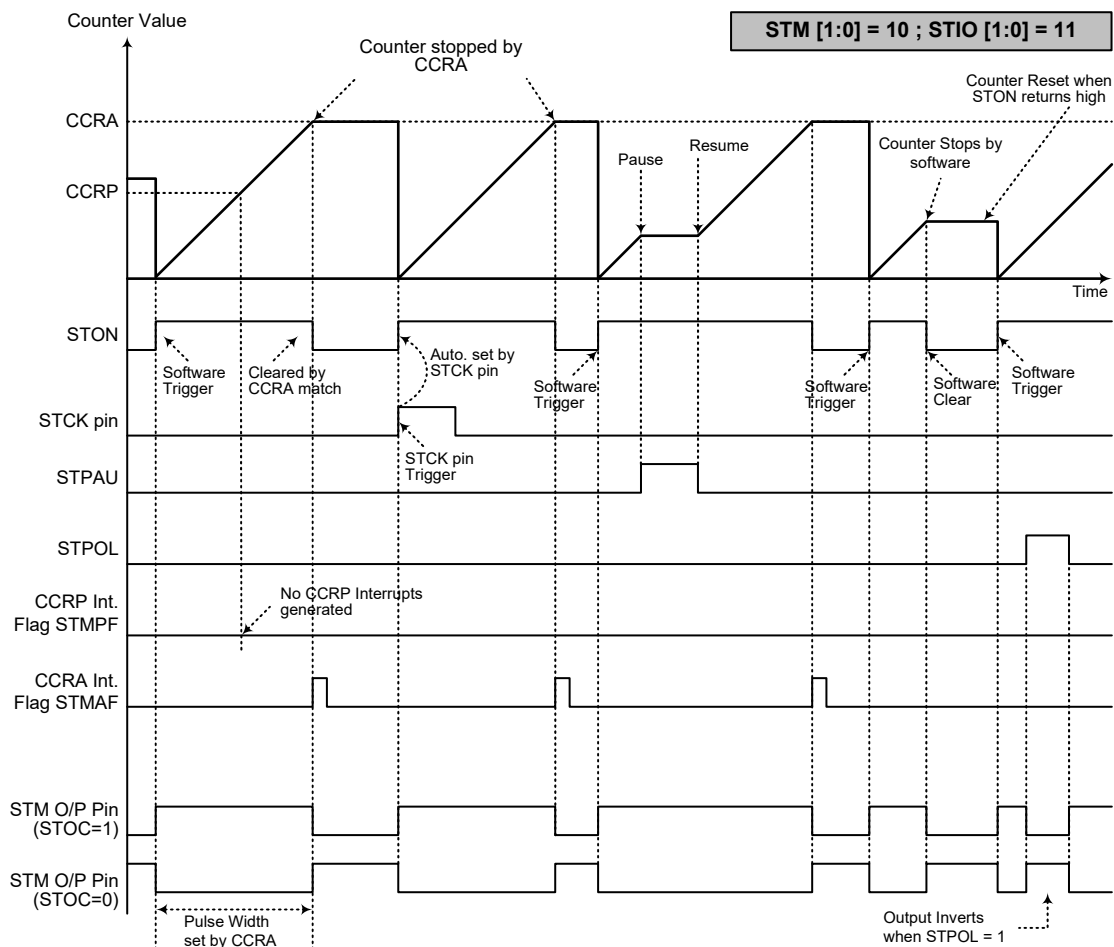 Counter Value
STM [1:0] = 10 ; STIO [1:0] = 11
Counter stopped by
CCRA
Counter Reset when
STON returns high
CCRA
Pause
Resume
Counter Stops by
software
CCRP
Time
STON
Software
Trigger
Cleared by
CCRA match
Auto. set by
STCK pin
Software
Trigger
Software
Trigger
Software
Clear
Software
Trigger
STCK pin
STCK pin
Trigger
STPAU
STPOL
CCRP Int.
Flag STMPF
No CCRP Interrupts
generated
CCRA Int.
Flag STMAF
STM O/P Pin
(STOC=1)
STM O/P Pin
(STOC=0)
Pulse Width
set by CCRA
Output Inverts
when STPOL = 1